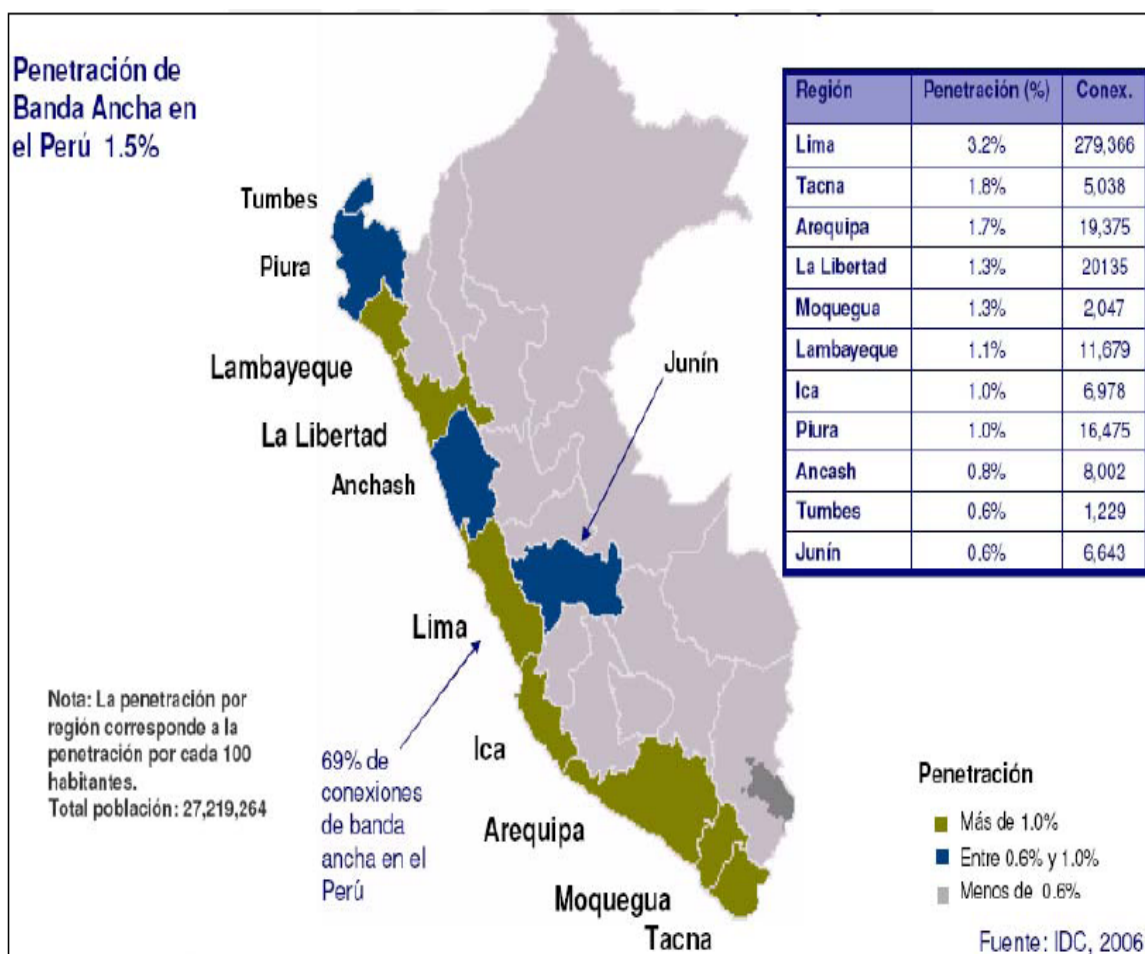 Penetración de
Banda Ancha en
el Perú 1.5%
Tumbes
Piura
Lambayeque
La Libertad
Anchash
Junín
Lima
Ica
Arequipa
Moquegua
Tacna
69% de
conexiones
de banda
ancha en el
Perú
Nota: La penetración por
región corresponde a la
penetración por cada 100
habitantes.
Total población: 27,219,264
Región Penetración (%) Conex.
Lima 3.2% 279,366
Tacna 1.8% 5,038
Arequipa 1.7% 19,375
La Libertad 1.3% 20135
Moquegua 1.3% 2,047
Lambayeque 1.1% 11,679
Ica 1.0% 6,978
Piura 1.0% 16,475
Ancash 0.8% 8,002
Tumbes 0.6% 1,229
Junín 0.6% 6,643
Penetración
Más de 1.0%
Entre 0.6% y 1.0%
Menos de 0.6%
Fuente: IDC, 2006